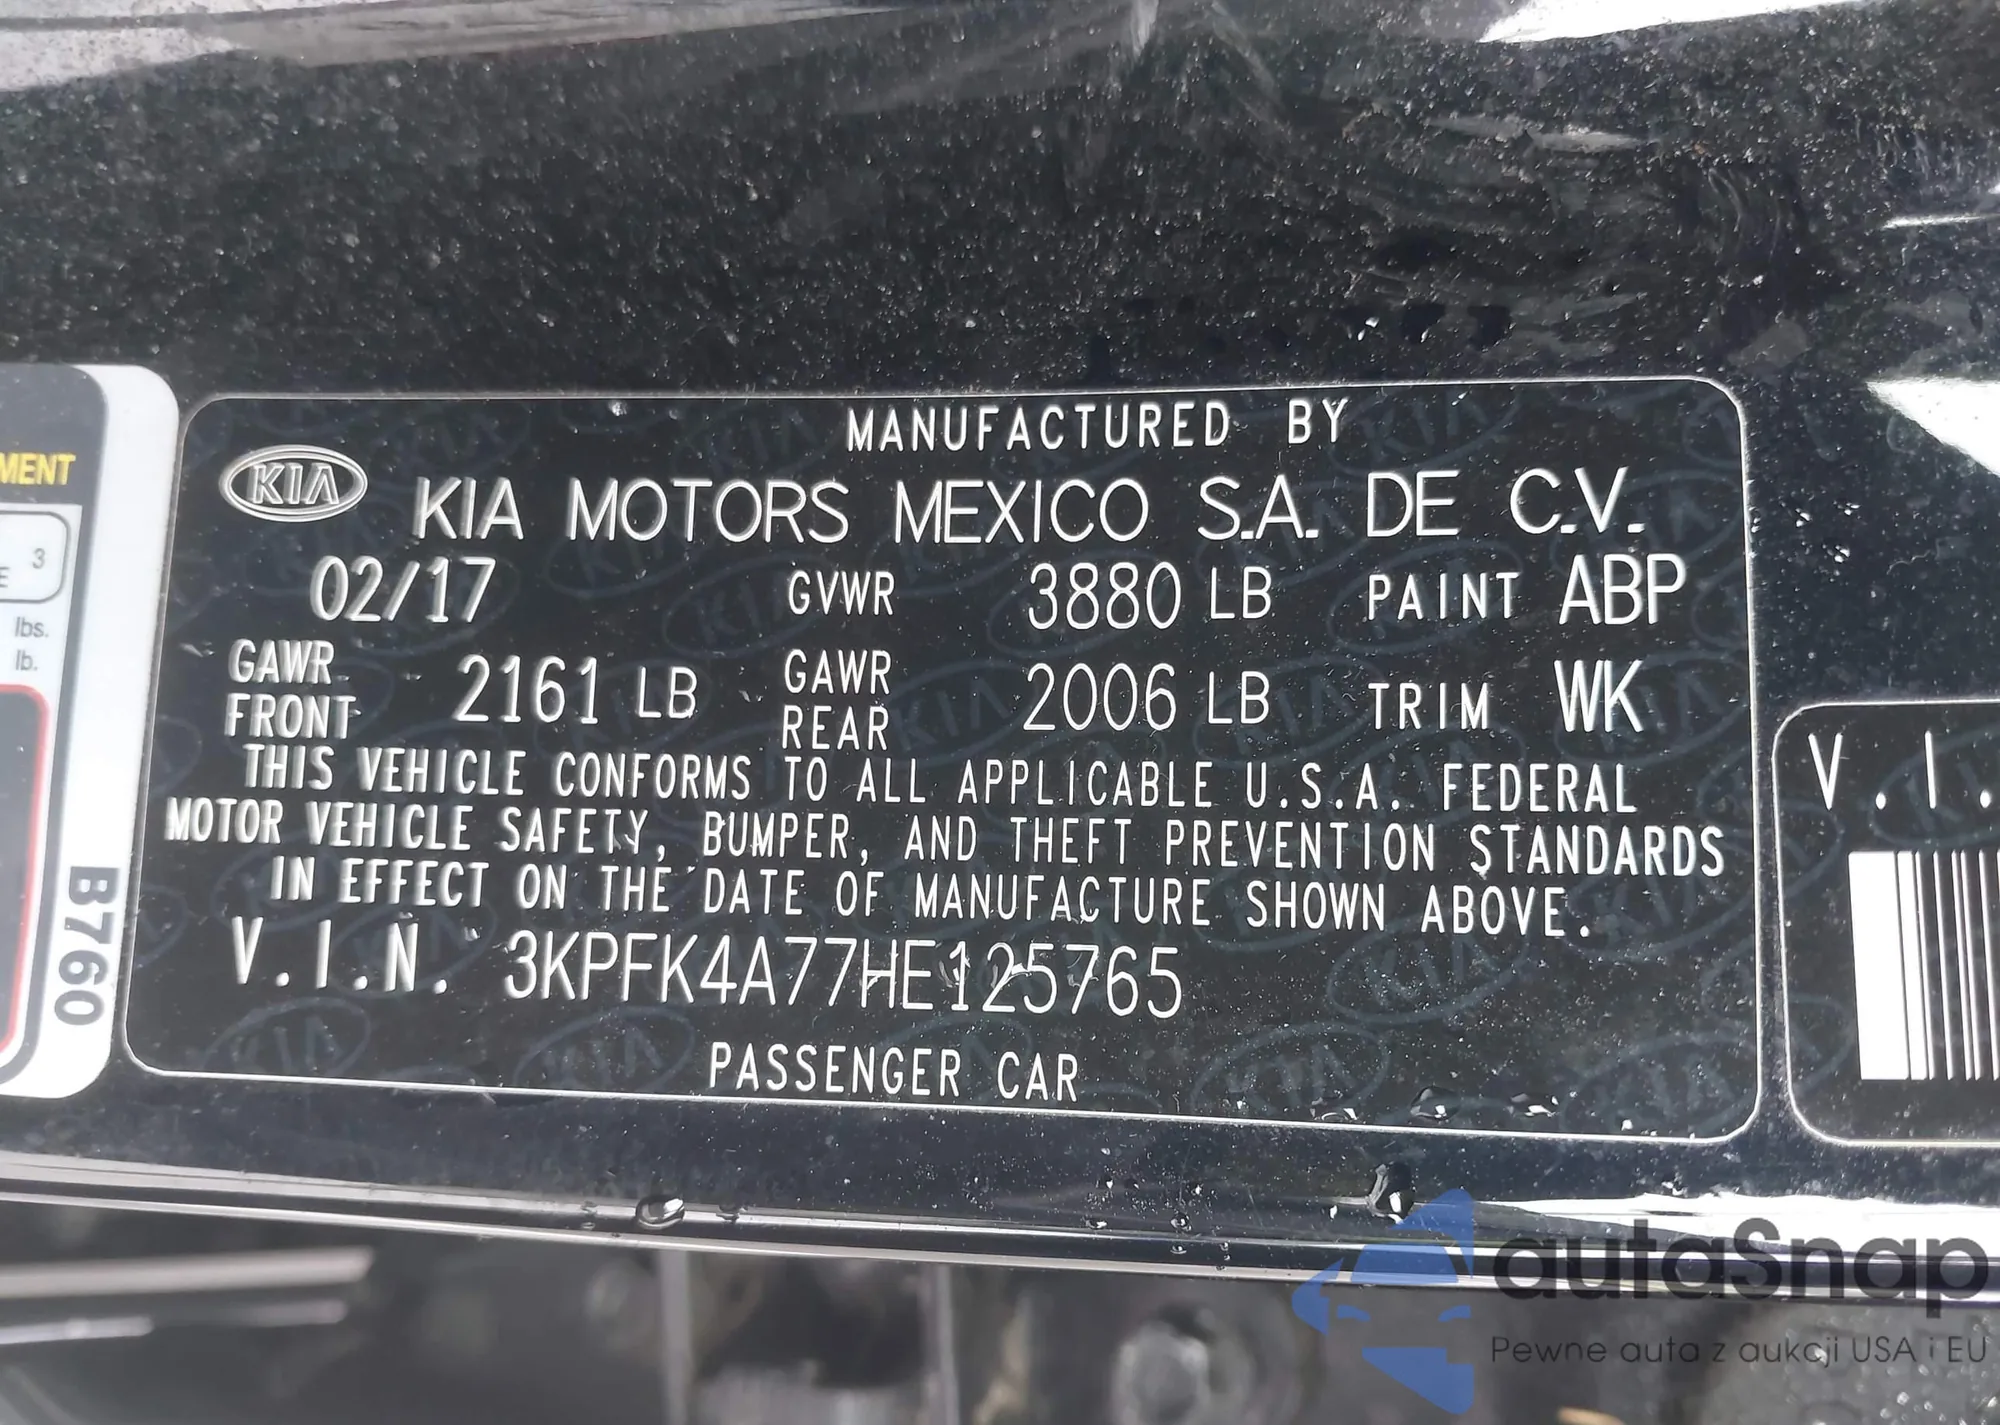 MENT
3
E
lbs.
lb.
B760
MANUFACTURED BY
KIA
KIA MOTORS MEXICO S.A. DE C.V.
02/17 GVWR 3880 LB PAINT ABP
GAWR FRONT 2161 LB GAWR REAR 2006 LB TRIM WK
THIS VEHICLE CONFORMS TO ALL APPLICABLE U.S.A. FEDERAL
MOTOR VEHICLE SAFETY, BUMPER, AND THEFT PREVENTION STANDARDS
IN EFFECT ON THE DATE OF MANUFACTURE SHOWN ABOVE.
V.I.N. 3KPFK4A77HE125765
PASSENGER CAR
V.I.
autaSnap
Pewne auta z aukcji USA i EU